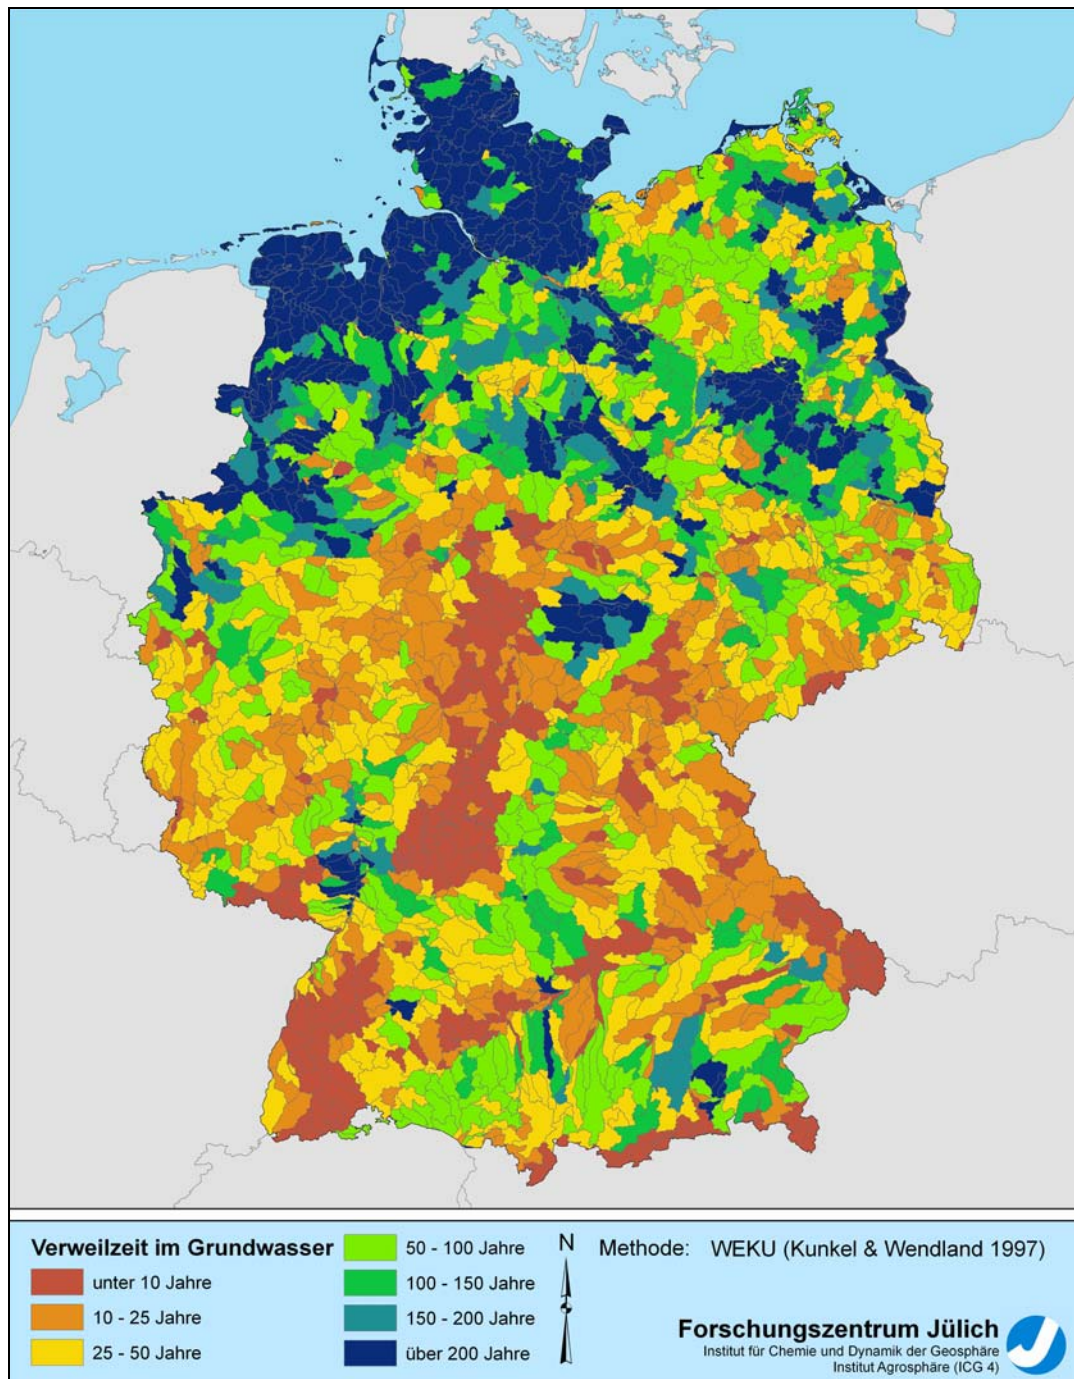 Verweilzeit im Grundwasser
unter 10 Jahre
10 - 25 Jahre
25 - 50 Jahre
50 - 100 Jahre
100 - 150 Jahre
150 - 200 Jahre
über 200 Jahre
N
Methode: WEKU (Kunkel & Wendland 1997)
Forschungszentrum Jülich
Institut für Chemie und Dynamik der Geosphäre
Institut Agrosphäre (ICG 4)